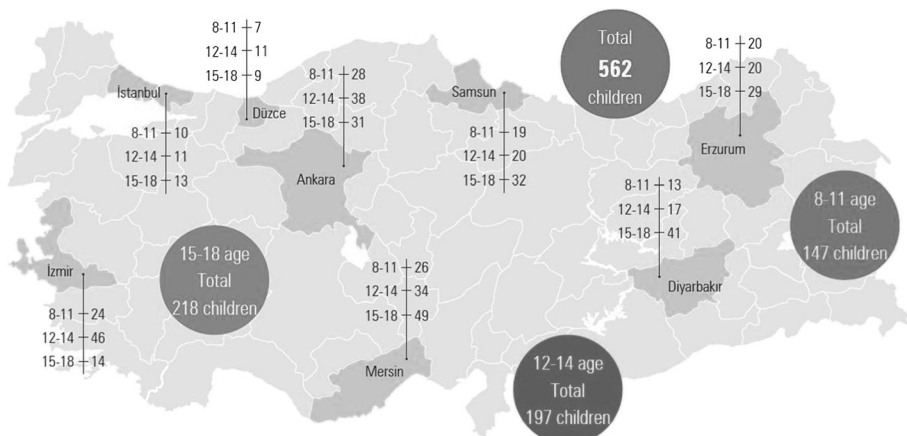 8-11 7
12-14 11
15-18 9
Düzce
İstanbul
8-11 10
12-14 11
15-18 13
8-11 28
12-14 38
15-18 31
Ankara
Samsun
8-11 19
12-14 20
15-18 32
Total
562
children
8-11 20
12-14 20
15-18 29
Erzurum
8-11 13
12-14 17
15-18 41
Diyarbakır
8-11 age
Total
147 children
15-18 age
Total
218 children
İzmir
8-11 24
12-14 46
15-18 14
8-11 26
12-14 34
15-18 49
Mersin
12-14 age
Total
197 children